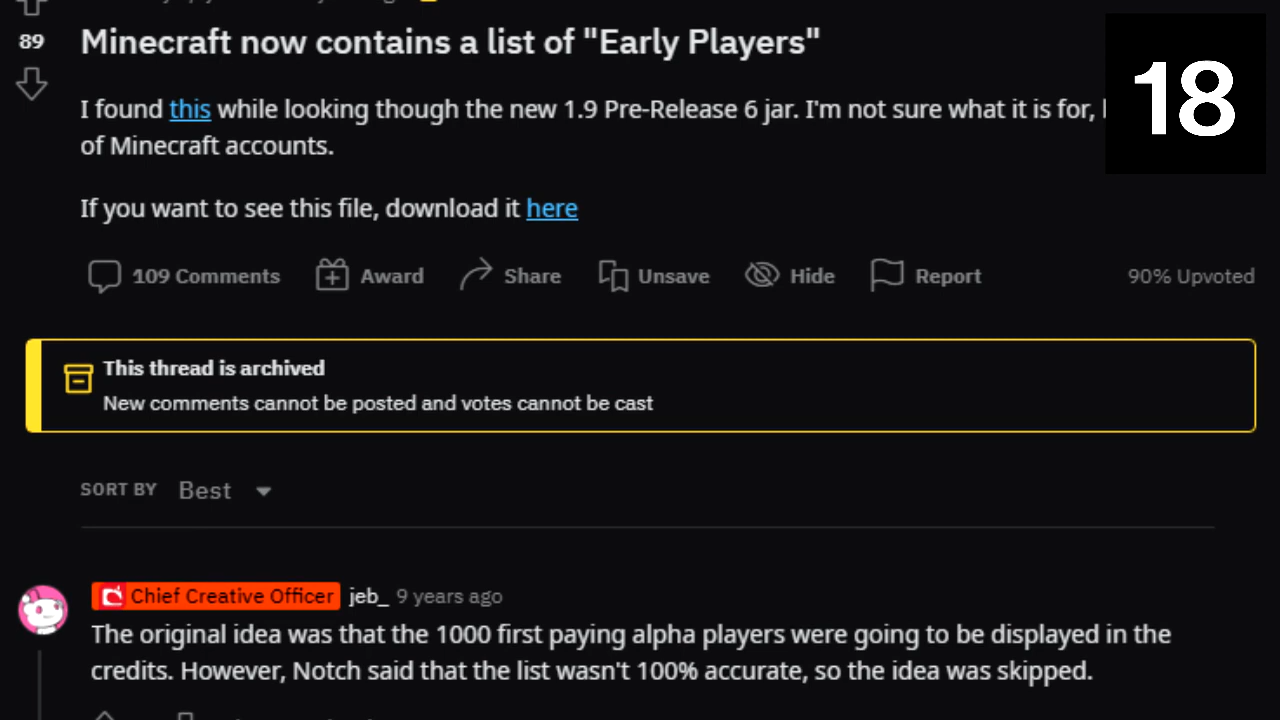 89
Minecraft now contains a list of "Early Players"
18
I found this while looking though the new 1.9 Pre-Release 6 jar. I'm not sure what it is for,
of Minecraft accounts.
If you want to see this file, download it here
109 Comments Award Share Unsave Hide Report 90% Upvoted
This thread is archived
New comments cannot be posted and votes cannot be cast
SORT BY Best
Chief Creative Officer jeb_ 9 years ago
The original idea was that the 1000 first paying alpha players were going to be displayed in the
credits. However, Notch said that the list wasn't 100% accurate, so the idea was skipped.